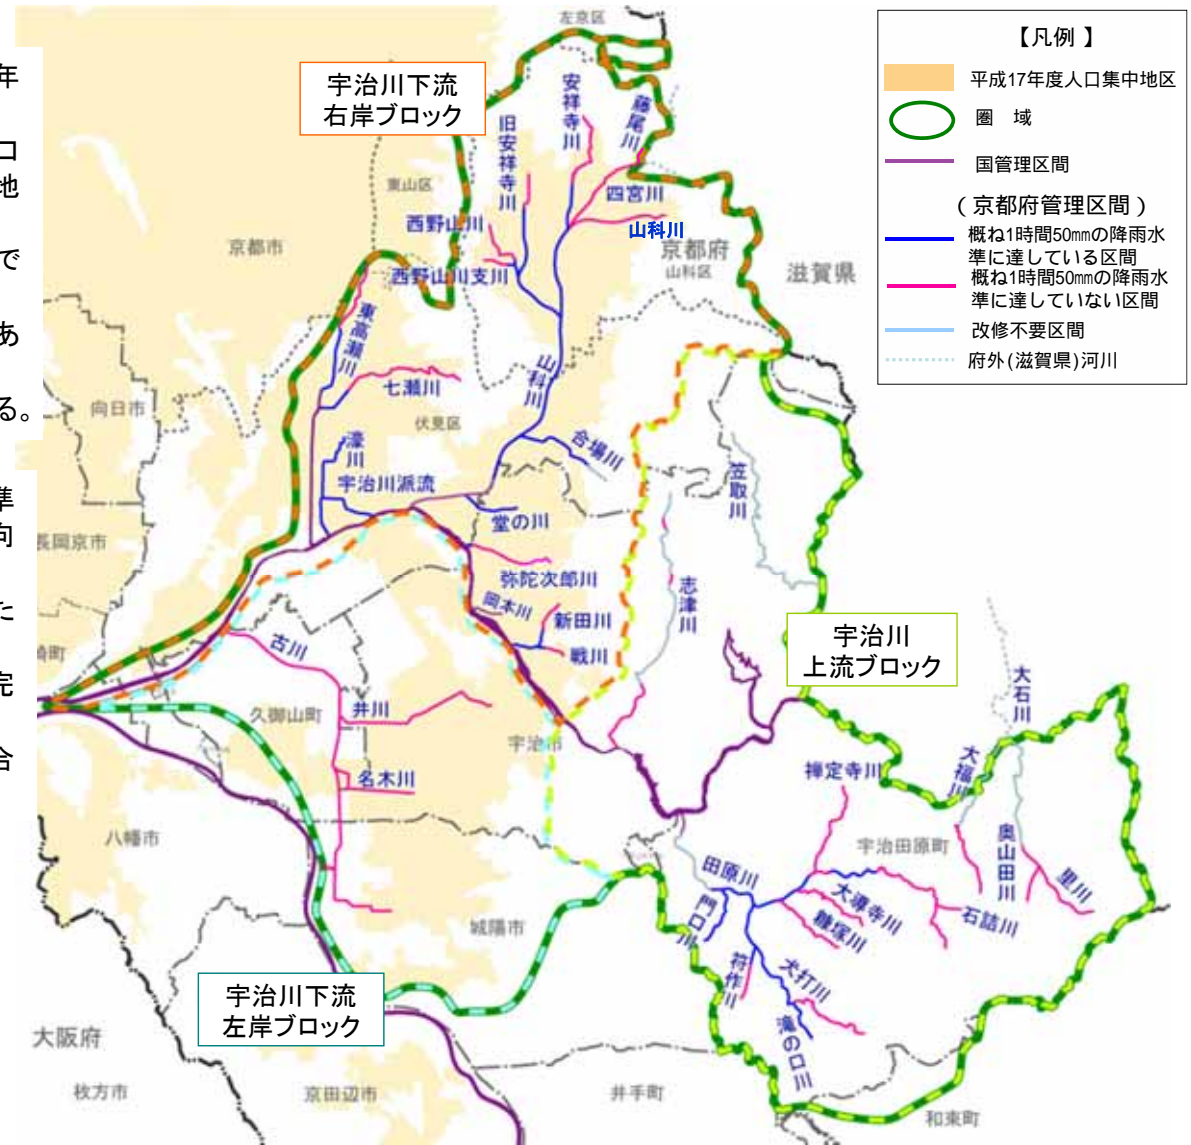 年
口
地
で
あ
る。
準
向
た
完
合
【凡例 】
平成17年度人口集中地区
圏　域
国管理区間
(京都府管理区間)
概ね1時間50㎜の降雨水
準に達している区間
概ね1時間50㎜の降雨水
準に達していない区間
改修不要区間
府外(滋賀県)河川
宇治川下流
右岸ブロック
左京区
安祥寺川
藤尾川
旧安祥寺川
東山区
四宮川
西野山川
山科川
京都市
京都府
山科区
滋賀県
西野山川支川
東高瀬川
山科川
七瀬川
向日市
伏見区
濠川
合場川
宇治川派流
笠取川
堂の川
長岡京市
弥陀次郎川
志津川
岡本川
新田川
戦川
宇治川
上流ブロック
古川
崎町
大石川
井川
久御山町
宇治市
大福川
禅定寺川
名木川
八幡市
宇治田原町
奥山田川
田原川
里川
大導寺川
門口川
石詰川
糠塚川
城陽市
符作川
犬打川
宇治川下流
左岸ブロック
滝の口川
大阪府
枚方市
京田辺市
井手町
和束町